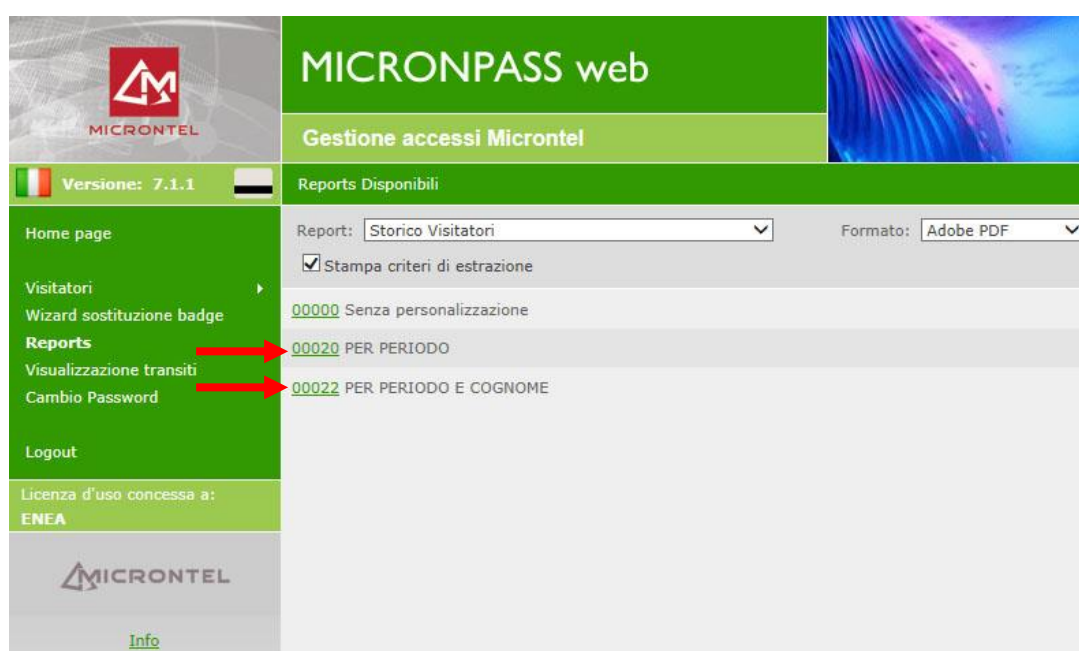 MICRONTEL
MICRONPASS web
Gestione accessi Microntel
Versione: 7.1.1
Reports Disponibili
Home page
Visitatori
Wizard sostituzione badge
Reports
Visualizzazione transiti
Cambio Password
Logout
Licenza d'uso concessa a:
ENEA
MICRONTEL
Info
Report: Storico Visitatori
Formato: Adobe PDF
Stampa criteri di estrazione
00000 Senza personalizzazione
00020 PER PERIODO
00022 PER PERIODO E COGNOME